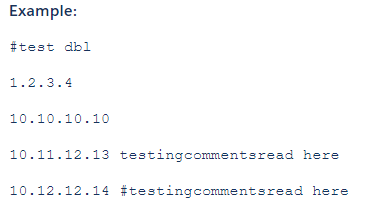 Example:
#test dbl
1.2.3.4
10.10.10.10
10.11.12.13 testingcommentsread here
10.12.12.14 #testingcommentsread here